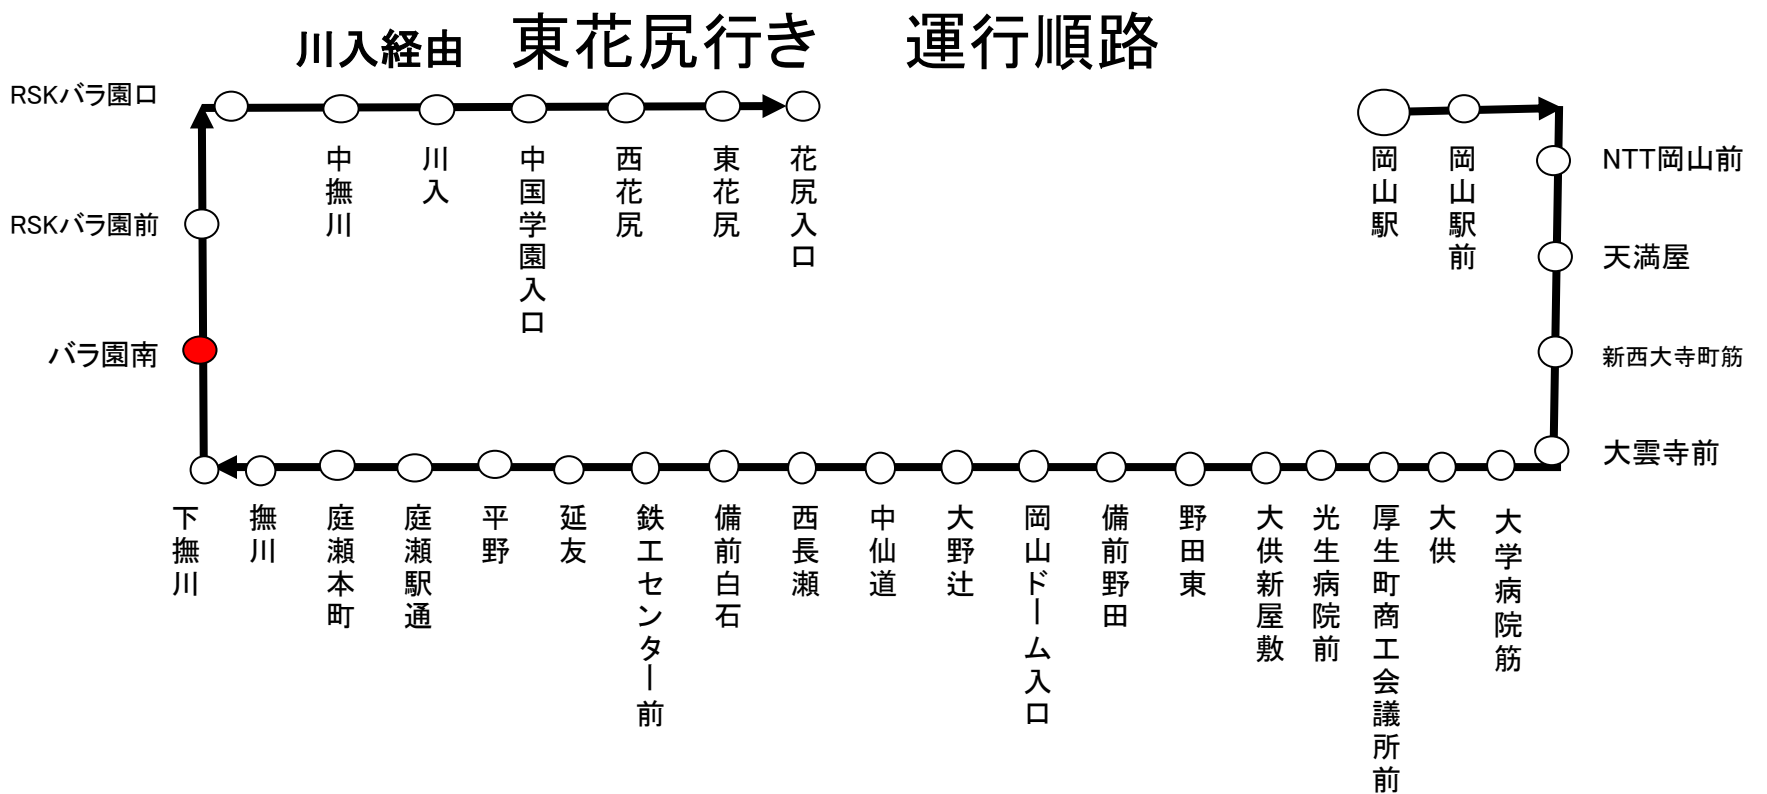 川入経由 東花尻行き 運行順路
RSKバラ園口
中撫川
川入
中国学園入口
西花尻
東花尻
花尻入口
岡山駅
岡山駅前
NTT岡山前
天満屋
新西大寺町筋
大雲寺前
RSKバラ園前
バラ園南
下撫川
撫川
庭瀬本町
庭瀬駅通
平野
延友
鉄工センター前
備前白石
西長瀬
中仙道
大野辻
岡山ドーム入口
備前野田
野田東
大供新屋敷
光生病院前
厚生町商工会議所前
大供
大学病院筋